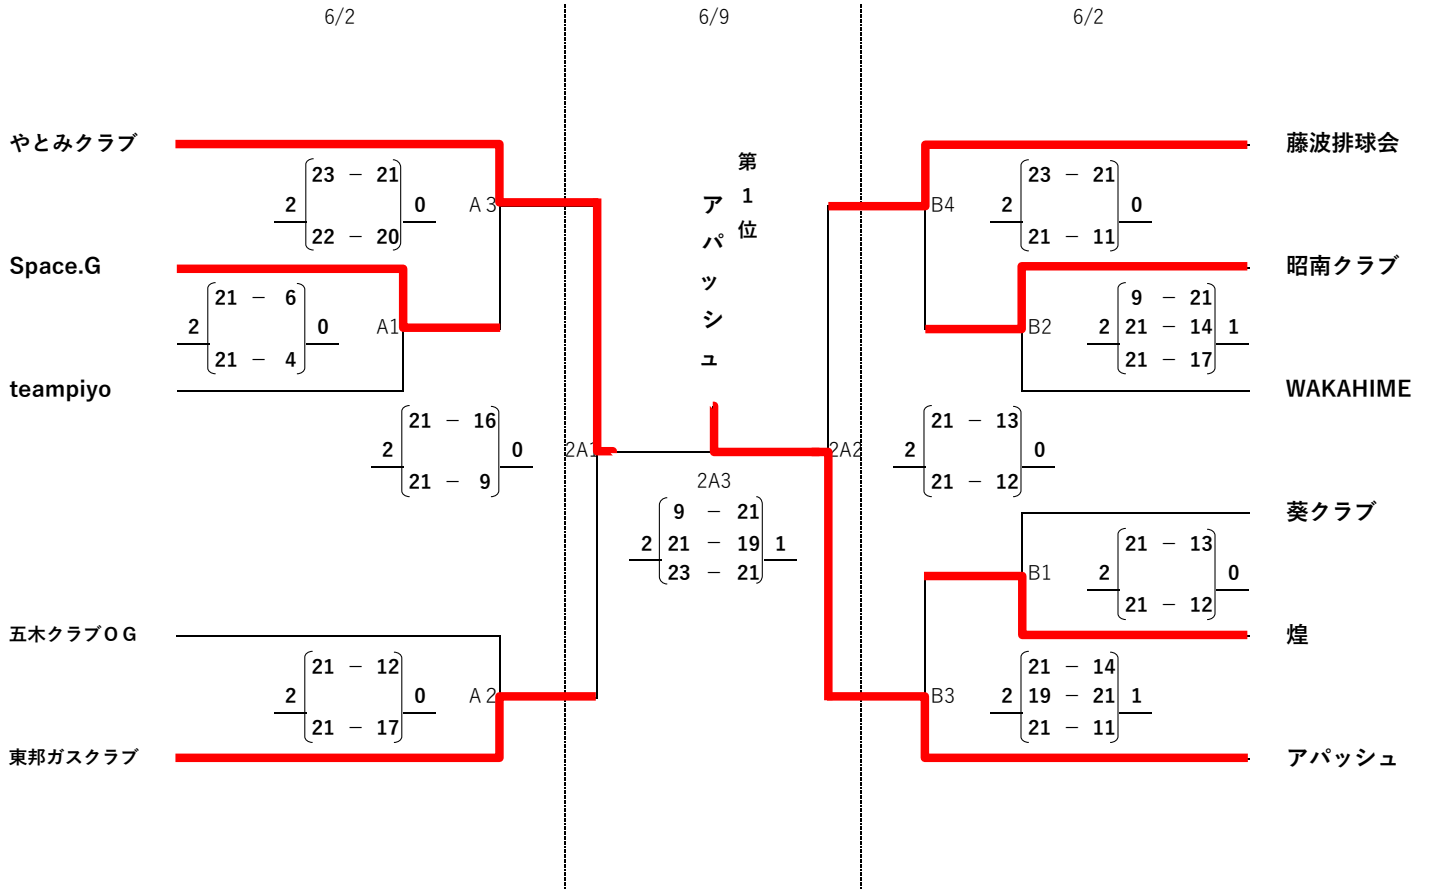 6/2
6/9
6/2
やとみクラブ
23 － 21
2 0
22 － 20
A 3
Space.G
21 － 6
2 0
21 － 4
A1
teampiyo
21 － 16
2 0
21 － 9
2A1
五木クラブＯＧ
21 － 12
2 0
21 － 17
A 2
東邦ガスクラブ
第1位
アパッシュ
2A3
9 － 21
2 21 － 19 1
23 － 21
藤波排球会
B4
23 － 21
2 0
21 － 11
昭南クラブ
B2
9 － 21
2 21 － 14 1
21 － 17
WAKAHIME
2A2
21 － 13
2 0
21 － 12
葵クラブ
B1
21 － 13
2 0
21 － 12
煌
B3
21 － 14
2 19 － 21 1
21 － 11
アパッシュ